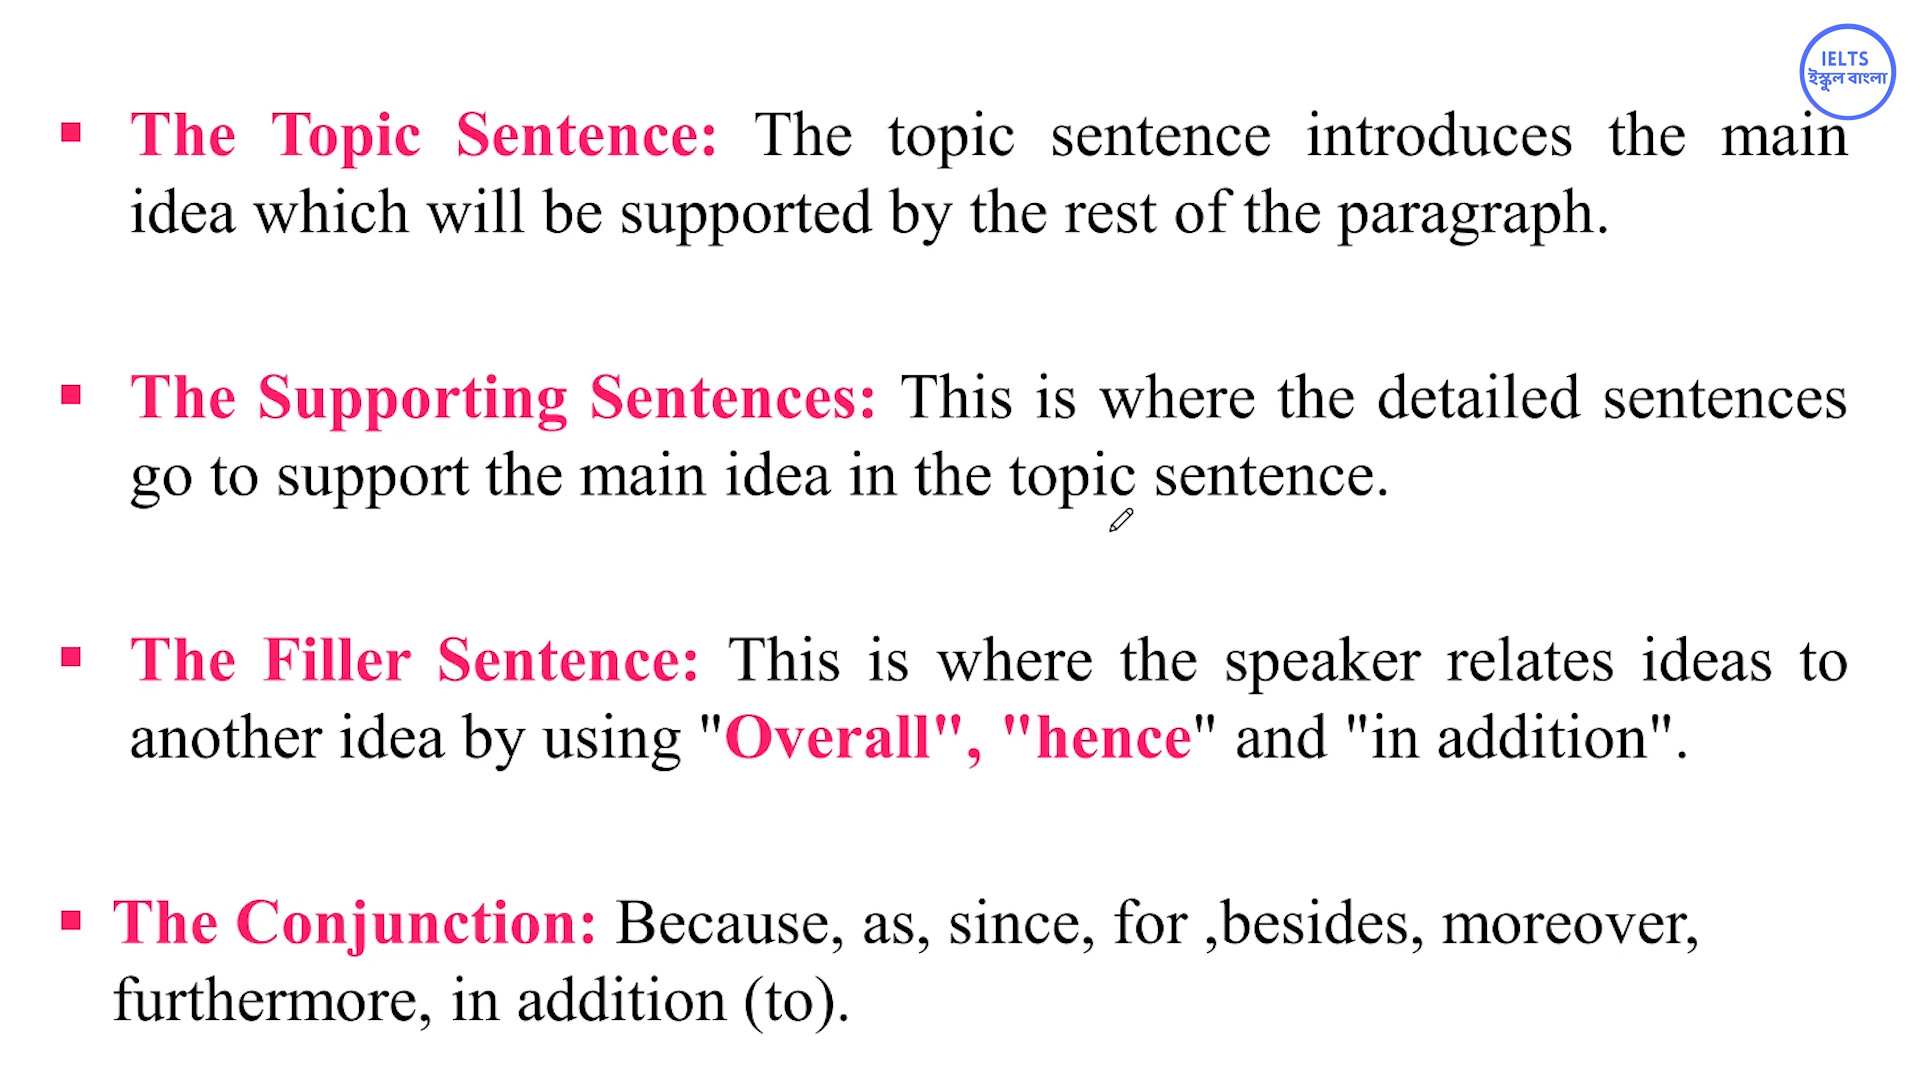 IELTS
ইস্কুল বাংলা
▪ The Topic Sentence: The topic sentence introduces the main
idea which will be supported by the rest of the paragraph.
▪ The Supporting Sentences: This is where the detailed sentences
go to support the main idea in the topic sentence.
▪ The Filler Sentence: This is where the speaker relates ideas to
another idea by using "Overall", "hence" and "in addition".
▪ The Conjunction: Because, as, since, for ,besides, moreover,
furthermore, in addition (to).